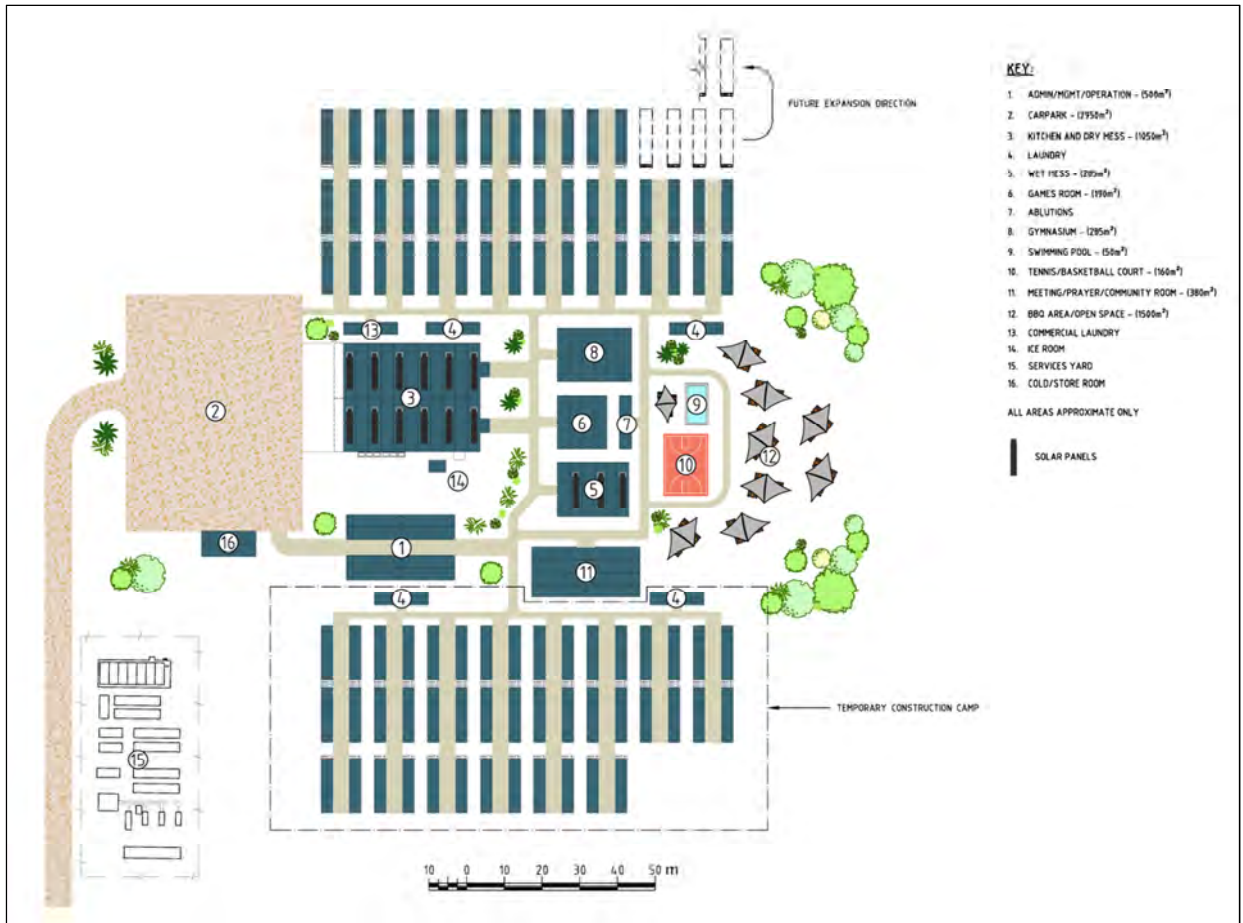 FUTURE EXPANSION DIRECTION
KEY:
1. ADMIN/MGMT/OPERATION - (500m²)
2. CARPARK - (2950m²)
3. KITCHEN AND DRY MESS - (1050m²)
4. LAUNDRY
5. WET MESS - (285m²)
6. GAMES ROOM - (190m²)
7. ABLUTIONS
8. GYMNASIUM - (285m²)
9. SWIMMING POOL - (50m²)
10. TENNIS/BASKETBALL COURT - (160m²)
11. MEETING/PRAYER/COMMUNITY ROOM - (380m²)
12. BBQ AREA/OPEN SPACE - (1500m²)
13. COMMERCIAL LAUNDRY
14. ICE ROOM
15. SERVICES YARD
16. COLD/STORE ROOM
ALL AREAS APPROXIMATE ONLY
SOLAR PANELS
13
4
4
8
3
2
9
6
7
10
12
5
14
16
1
11
4
4
TEMPORARY CONSTRUCTION CAMP
15
10 0 10 20 30 40 50 m